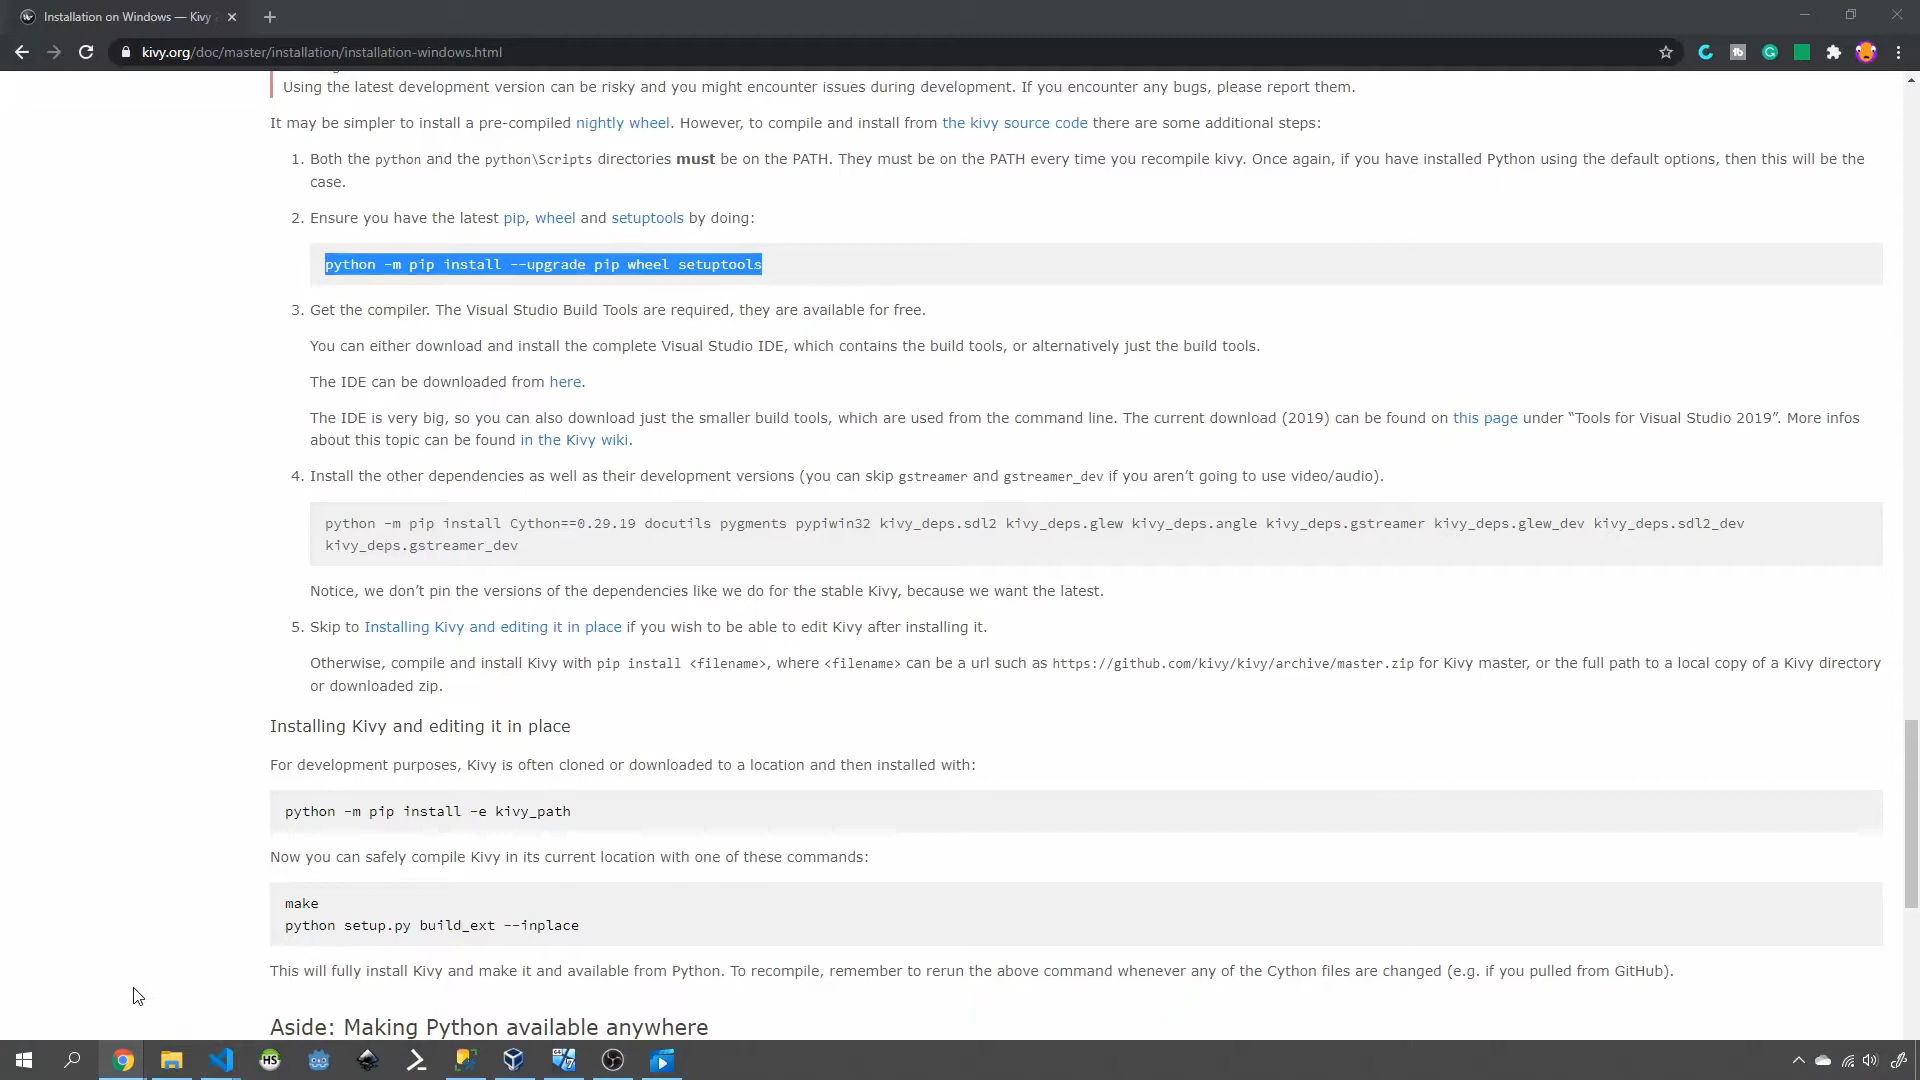 Installation on Windows — Kivy
kivy.org/doc/master/installation/installation-windows.html
Using the latest development version can be risky and you might encounter issues during development. If you encounter any bugs, please report them.
It may be simpler to install a pre-compiled nightly wheel. However, to compile and install from the kivy source code there are some additional steps:
1. Both the python and the python\Scripts directories must be on the PATH. They must be on the PATH every time you recompile kivy. Once again, if you have installed Python using the default options, then this will be the
case.
2. Ensure you have the latest pip, wheel and setuptools by doing:
python -m pip install --upgrade pip wheel setuptools
3. Get the compiler. The Visual Studio Build Tools are required, they are available for free.
You can either download and install the complete Visual Studio IDE, which contains the build tools, or alternatively just the build tools.
The IDE can be downloaded from here.
The IDE is very big, so you can also download just the smaller build tools, which are used from the command line. The current download (2019) can be found on this page under “Tools for Visual Studio 2019”. More infos
about this topic can be found in the Kivy wiki.
4. Install the other dependencies as well as their development versions (you can skip gstreamer and gstreamer_dev if you aren’t going to use video/audio).
python -m pip install Cython==0.29.19 docutils pygments pypiwin32 kivy_deps.sdl2 kivy_deps.glew kivy_deps.angle kivy_deps.gstreamer kivy_deps.glew_dev kivy_deps.sdl2_dev
kivy_deps.gstreamer_dev
Notice, we don’t pin the versions of the dependencies like we do for the stable Kivy, because we want the latest.
5. Skip to Installing Kivy and editing it in place if you wish to be able to edit Kivy after installing it.
Otherwise, compile and install Kivy with pip install <filename>, where <filename> can be a url such as https://github.com/kivy/kivy/archive/master.zip for Kivy master, or the full path to a local copy of a Kivy directory
or downloaded zip.
Installing Kivy and editing it in place
For development purposes, Kivy is often cloned or downloaded to a location and then installed with:
python -m pip install -e kivy_path
Now you can safely compile Kivy in its current location with one of these commands:
make
python setup.py build_ext --inplace
This will fully install Kivy and make it and available from Python. To recompile, remember to rerun the above command whenever any of the Cython files are changed (e.g. if you pulled from GitHub).
Aside: Making Python available anywhere
HS